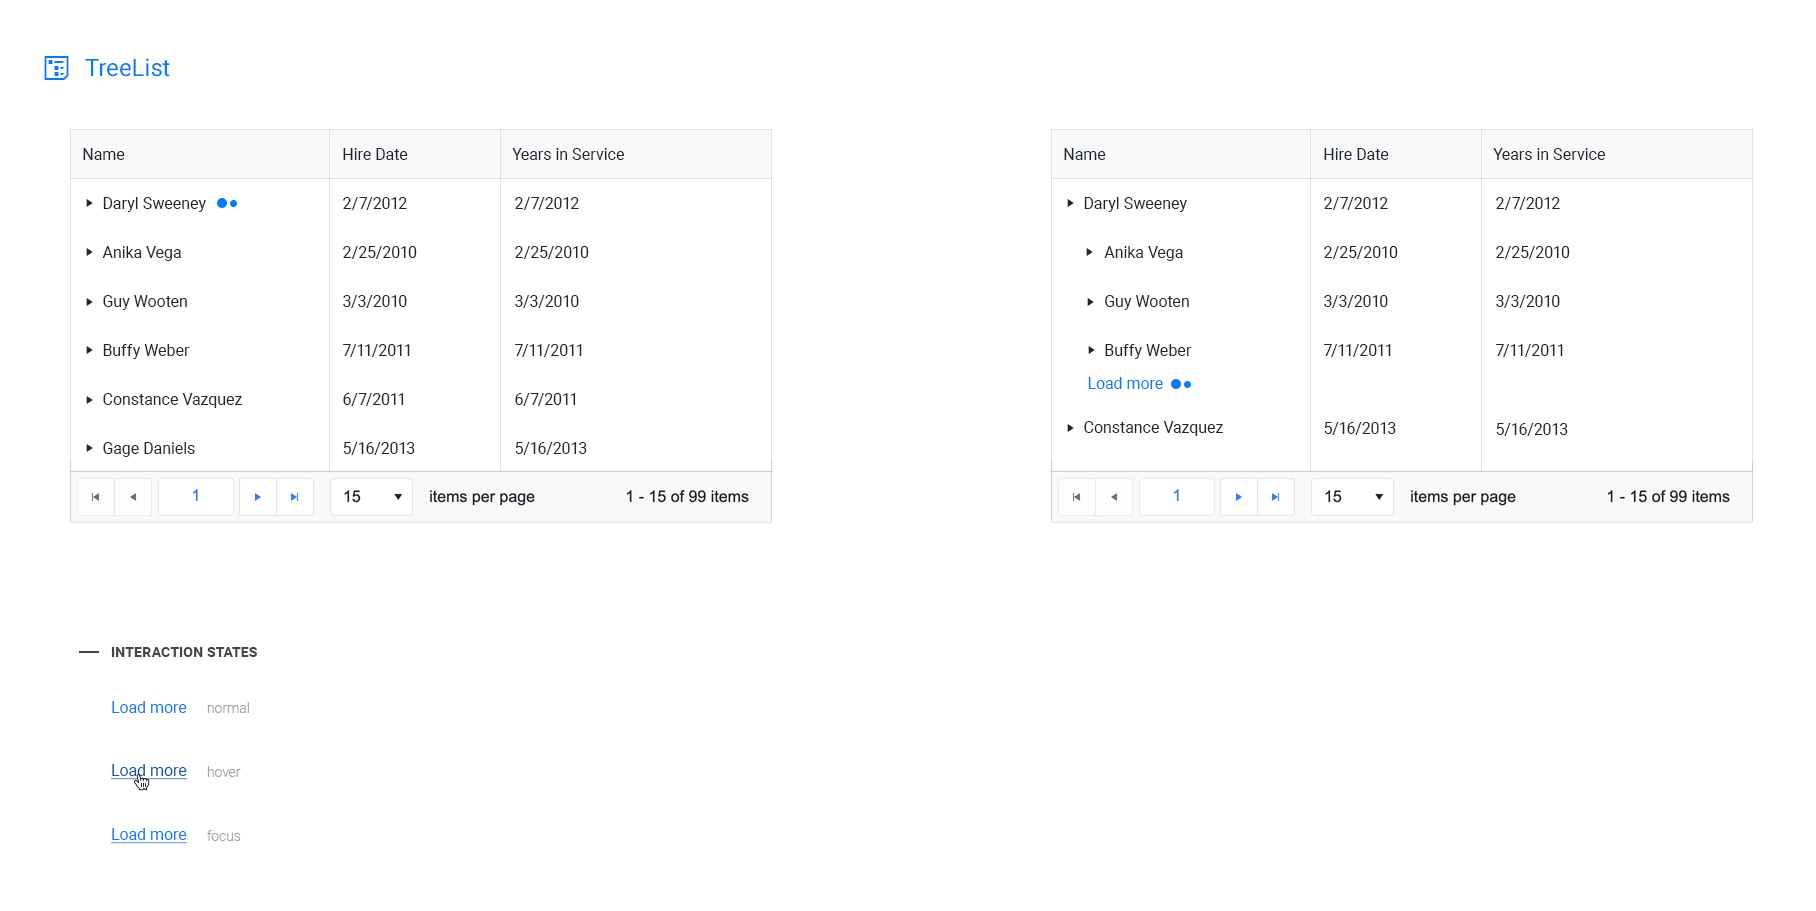 TreeList
Name Hire Date Years in Service
Daryl Sweeney 2/7/2012 2/7/2012
Anika Vega 2/25/2010 2/25/2010
Guy Wooten 3/3/2010 3/3/2010
Buffy Weber 7/11/2011 7/11/2011
Constance Vazquez 6/7/2011 6/7/2011
Gage Daniels 5/16/2013 5/16/2013
1 15 items per page 1 - 15 of 99 items
Name Hire Date Years in Service
Daryl Sweeney 2/7/2012 2/7/2012
Anika Vega 2/25/2010 2/25/2010
Guy Wooten 3/3/2010 3/3/2010
Buffy Weber 7/11/2011 7/11/2011
Load more
Constance Vazquez 5/16/2013 5/16/2013
1 15 items per page 1 - 15 of 99 items
INTERACTION STATES
Load more normal
Load more hover
Load more focus